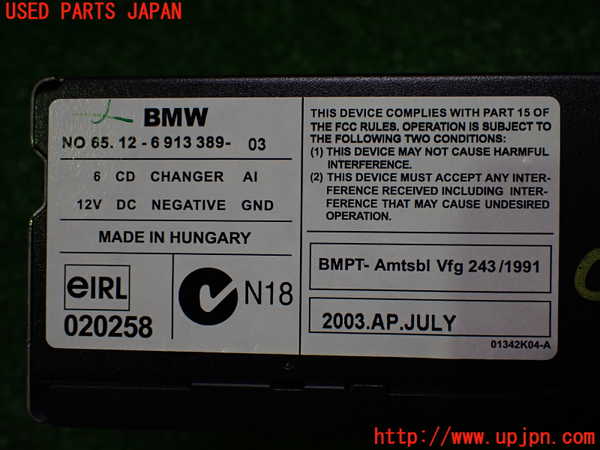 USED PARTS JAPAN
BMW
NO 65. 12 - 6 913 389- 03
6 CD CHANGER AI
12V DC NEGATIVE GND
MADE IN HUNGARY
eIRL
020258
N18
THIS DEVICE COMPLIES WITH PART 15 OF
THE FCC RULES. OPERATION IS SUBJECT TO
THE FOLLOWING TWO CONDITIONS:
(1) THIS DEVICE MAY NOT CAUSE HARMFUL
INTERFERENCE.
(2) THIS DEVICE MUST ACCEPT ANY INTER-
FERENCE RECEIVED INCLUDING INTER-
FERENCE THAT MAY CAUSE UNDESIRED
OPERATION.
BMPT- Amtsbl Vfg 243/1991
2003.AP.JULY
01342K04-A
UPJ
http://www.upjpn.com/